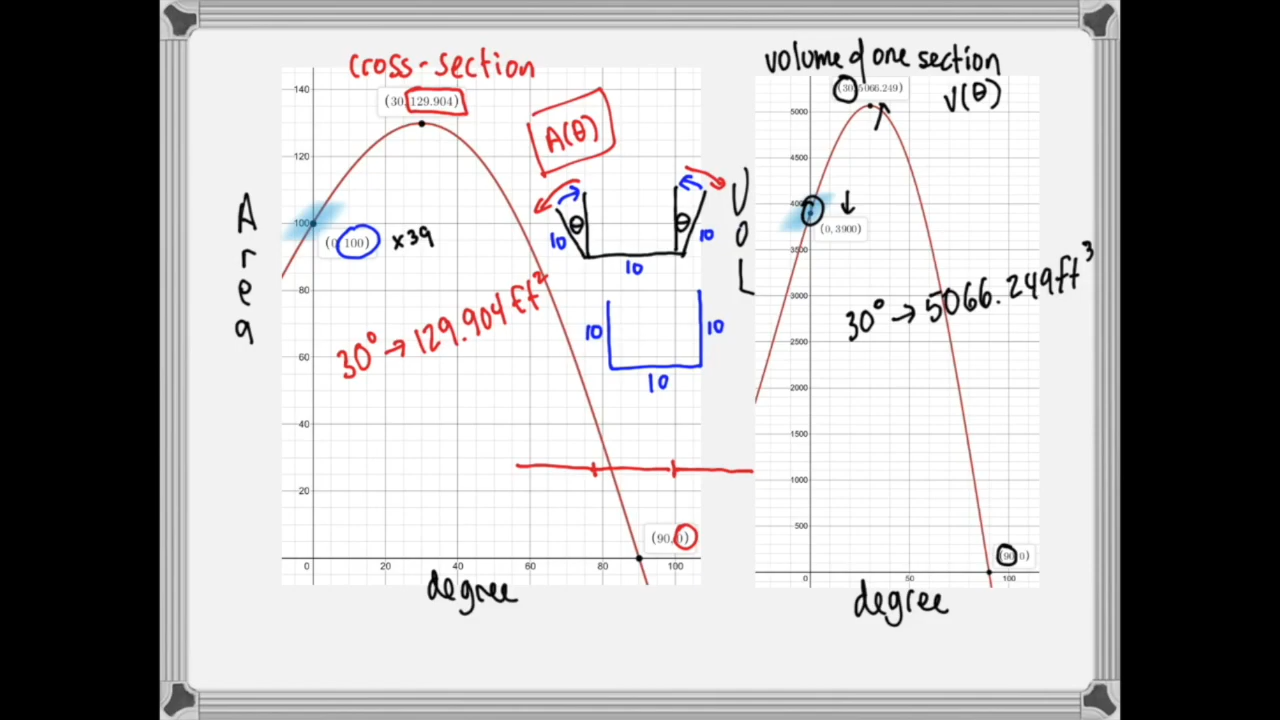 cross-section
140
(30, 129.904)
120
A(θ)
100
(0, 100) x39
θ
θ
10
10
10
10
10
10
80
60
40
20
30° → 129.904 ft²
(90, 0)
0
20
40
60
80
100
degree
Area
volume of one section
V(θ)
(30, 5066.249)
5000
4500
4000
(0, 3900)
3500
3000
2500
2000
1500
1000
500
30° → 5066.249 ft³
(90, 0)
0
50
100
degree
VOL